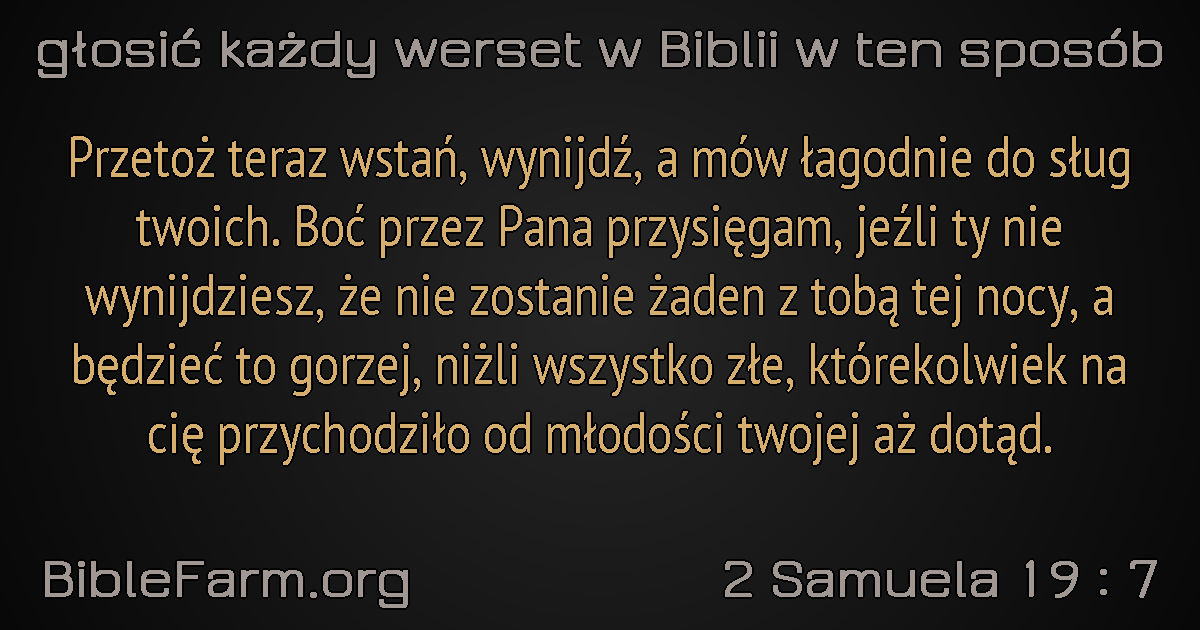 głosić każdy werset w Biblii w ten sposób
Przetoż teraz wstań, wynijdź, a mów łagodnie do sług
twoich. Boć przez Pana przysięgam, jeźli ty nie
wynijdziesz, że nie zostanie żaden z tobą tej nocy, a
będzieć to gorzej, niżli wszystko złe, którekolwiek na
cię przychodziło od młodości twojej aż dotąd.
BibleFarm.org
2 Samuela 19 : 7